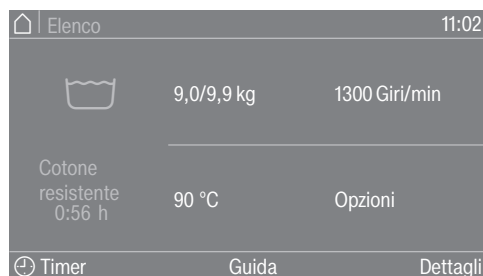 Elenco 11:02
9,0/9,9 kg 1300 Giri/min
Cotone
resistente
0:56 h
90 °C Opzioni
Timer Guida Dettagli